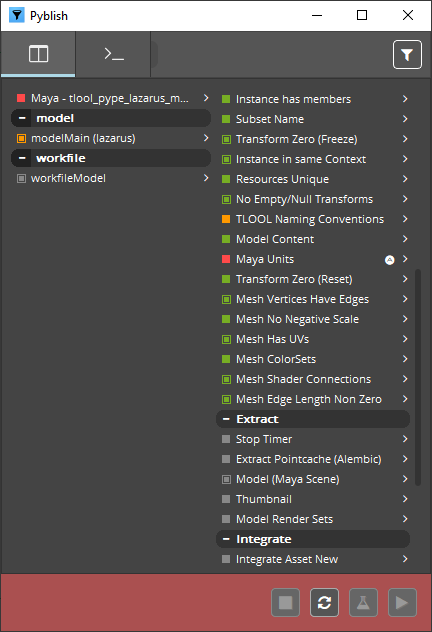 Pyblish
Maya - tlool_pype_lazarus_m...
model
modelMain (lazarus)
workfile
workfileModel
Instance has members
Subset Name
Transform Zero (Freeze)
Instance in same Context
Resources Unique
No Empty/Null Transforms
TLOOL Naming Conventions
Model Content
Maya Units
Transform Zero (Reset)
Mesh Vertices Have Edges
Mesh No Negative Scale
Mesh Has UVs
Mesh ColorSets
Mesh Shader Connections
Mesh Edge Length Non Zero
Extract
Stop Timer
Extract Pointcache (Alembic)
Model (Maya Scene)
Thumbnail
Model Render Sets
Integrate
Integrate Asset New